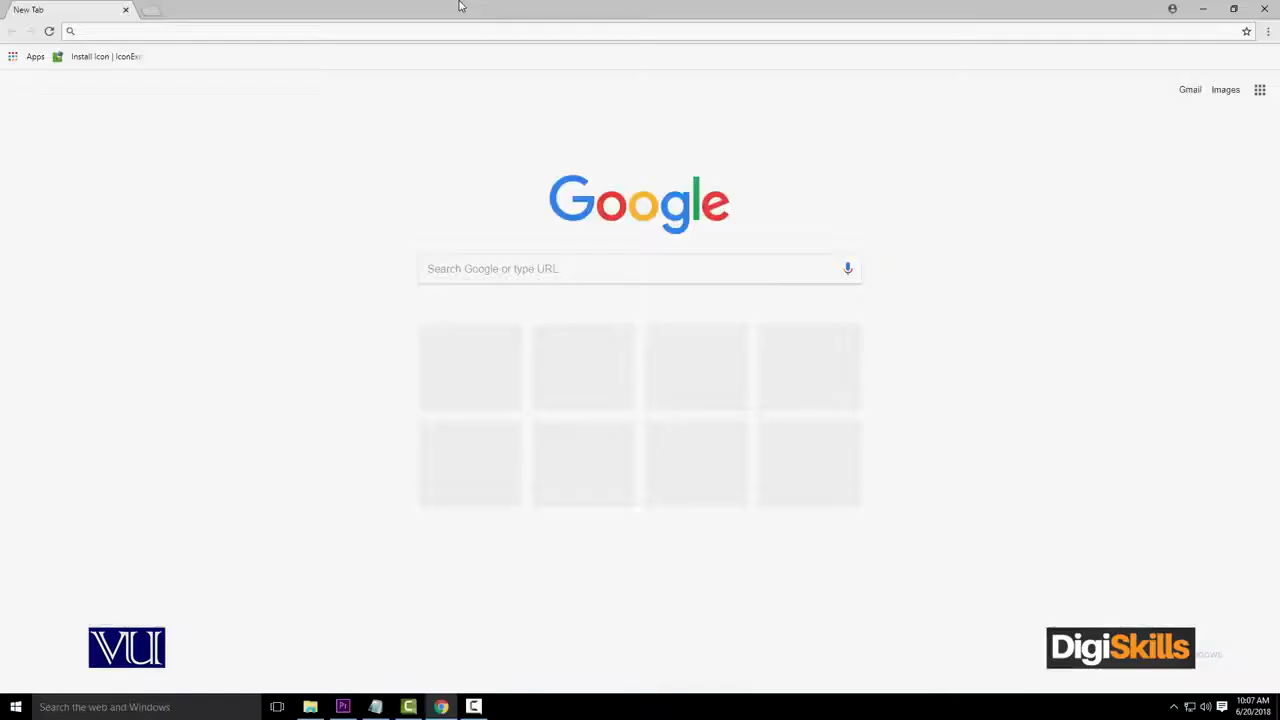 New Tab
Apps Install Icon | IconEx
Gmail Images
Google
Search Google or type URL
VU
DigiSkills
Search the web and Windows
Pr
10:07 AM
6/20/2018